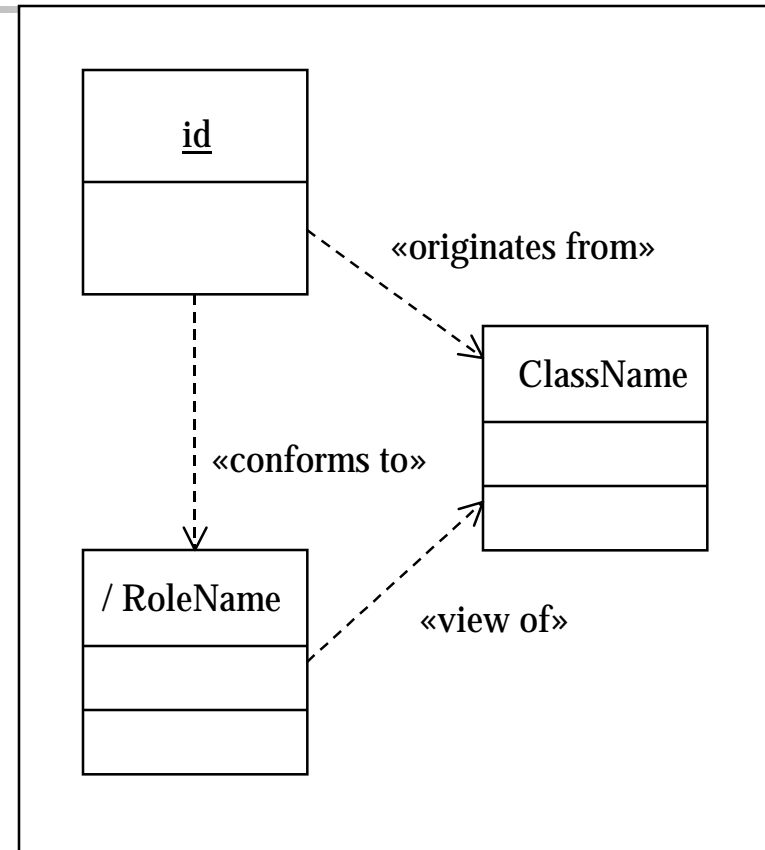 id
«originates from»
ClassName
«conforms to»
/ RoleName
«view of»